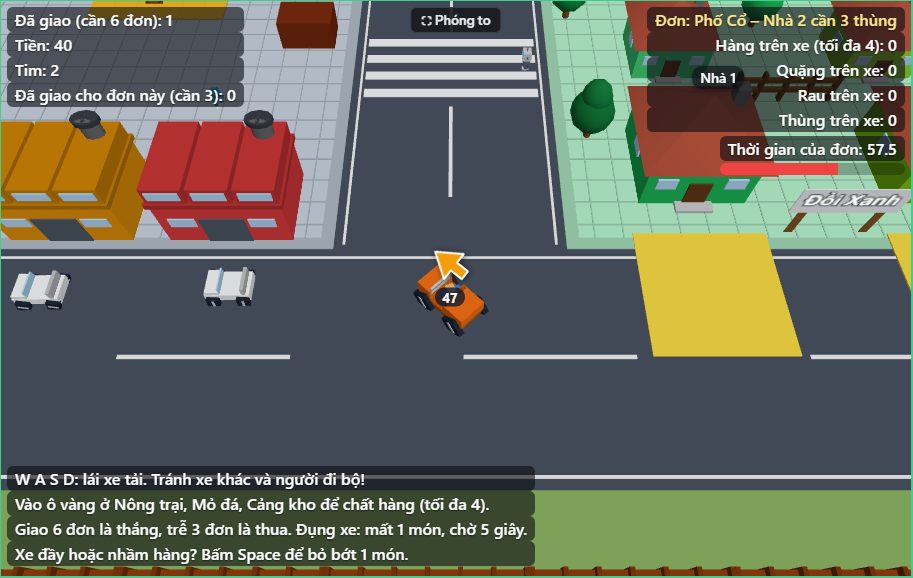 Đã giao (cần 6 đơn): 1
Tiền: 40
Tim: 2
Đã giao cho đơn này (cần 3): 0
Phóng to
Đơn: Phố Cổ – Nhà 2 cần 3 thùng
Hàng trên xe (tối đa 4): 0
Quặng trên xe: 0
Rau trên xe: 0
Thùng trên xe: 0
Thời gian của đơn: 57.5
Nhà 1
Đồi Xanh
47
W A S D: lái xe tải. Tránh xe khác và người đi bộ!
Vào ô vàng ở Nông trại, Mỏ đá, Cảng kho để chất hàng (tối đa 4).
Giao 6 đơn là thắng, trễ 3 đơn là thua. Đụng xe: mất 1 món, chờ 5 giây.
Xe đầy hoặc nhầm hàng? Bấm Space để bỏ bớt 1 món.